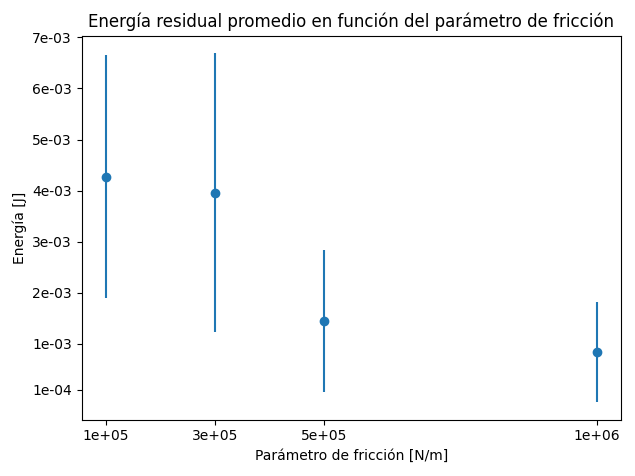 Energía residual promedio en función del parámetro de fricción
7e-03
6e-03
5e-03
4e-03
3e-03
2e-03
1e-03
1e-04
Energía [J]
1e+05 3e+05 5e+05 1e+06
Parámetro de fricción [N/m]